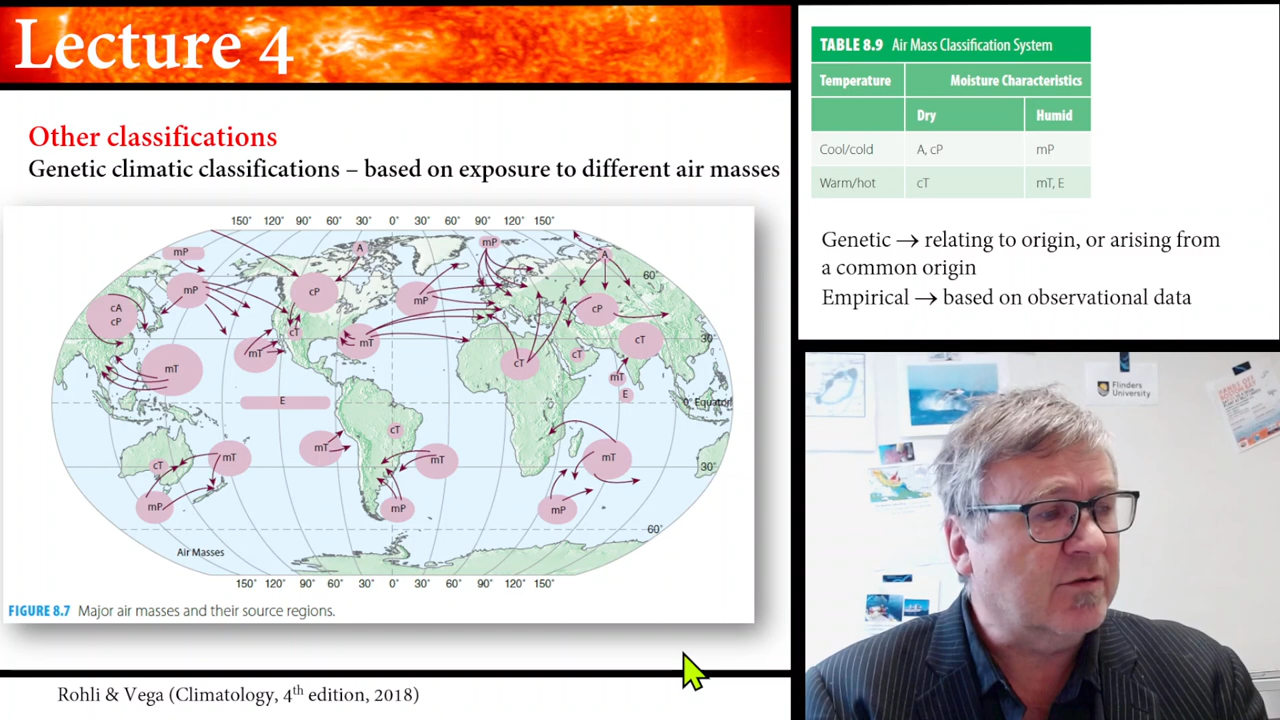 Lecture 4
Other classifications
Genetic climatic classifications – based on exposure to different air masses
150° 120° 90° 60° 30° 0° 30° 60° 90° 120° 150°
mP
A
mP
A
60°
mP
cP
mP
cP
cA
cP
cT
mT
mT
cT
cT
cT
30°
mT
mT
E
E
0° Equator
cT
mT
mT
mT
mT
cT
30°
mP
mP
mP
60°
Air Masses
150° 120° 90° 60° 30° 0° 30° 60° 90° 120° 150°
FIGURE 8.7 Major air masses and their source regions.
Rohli & Vega (Climatology, 4th edition, 2018)
TABLE 8.9 Air Mass Classification System
Temperature Moisture Characteristics
Dry Humid
Cool/cold A, cP mP
Warm/hot cT mT, E
Genetic → relating to origin, or arising from
a common origin
Empirical → based on observational data
Flinders
University